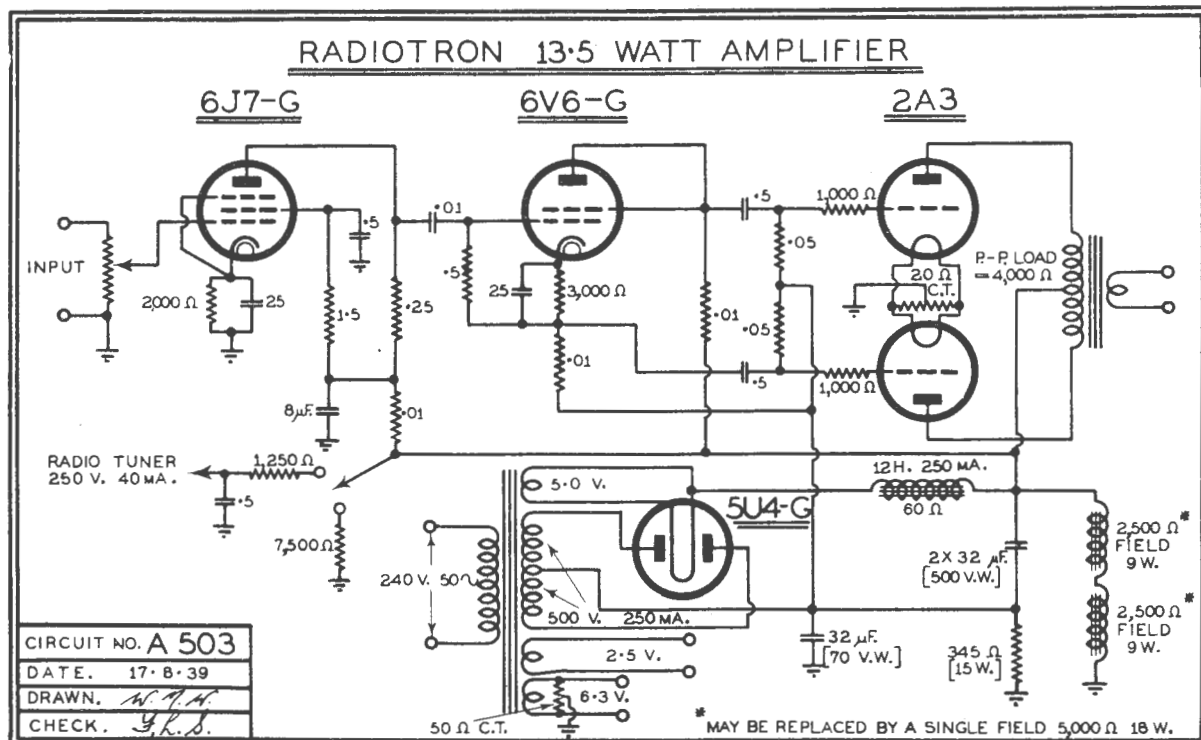 RADIOTRON 13·5 WATT AMPLIFIER
6J7-G
6V6-G
2A3
INPUT
2,000 Ω
25
·5
1·5
·25
8 µF.
·01
·01
·5
25
3,000 Ω
·01
·01
·5
·5
·05
·05
1,000 Ω
1,000 Ω
20 Ω
C.T.
P.-P. LOAD
= 4,000 Ω
RADIO TUNER
250 V. 40 MA.
1,250 Ω
·5
7,500 Ω
240 V. 50~
5·0 V.
5U4-G
500 V. 250 MA.
2·5 V.
6·3 V.
50 Ω C.T.
12H. 250 MA.
60 Ω
2 X 32 µF.
[500 V.W.]
32 µF.
[70 V.W.]
345 Ω
[15 W.]
2,500 Ω*
FIELD
9 W.
2,500 Ω*
FIELD
9 W.
CIRCUIT NO. A 503
DATE. 17·8·39
DRAWN.
CHECK.
* MAY BE REPLACED BY A SINGLE FIELD 5,000 Ω 18 W.